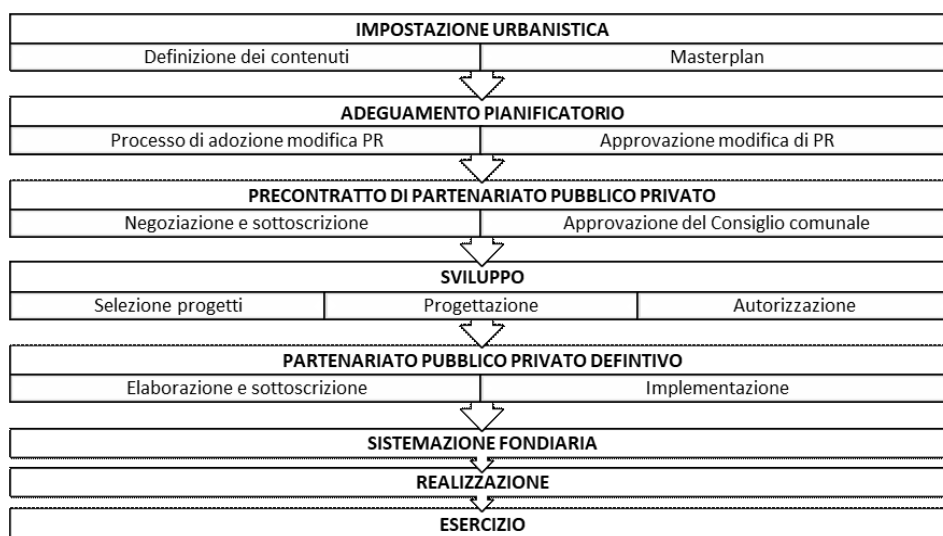 IMPOSTAZIONE URBANISTICA
Definizione dei contenuti Masterplan
ADEGUAMENTO PIANIFICATORIO
Processo di adozione modifica PR Approvazione modifica di PR
PRECONTRATTO DI PARTENARIATO PUBBLICO PRIVATO
Negoziazione e sottoscrizione Approvazione del Consiglio comunale
SVILUPPO
Selezione progetti Progettazione Autorizzazione
PARTENARIATO PUBBLICO PRIVATO DEFINTIVO
Elaborazione e sottoscrizione Implementazione
SISTEMAZIONE FONDIARIA
REALIZZAZIONE
ESERCIZIO